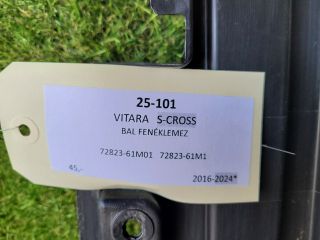 25-101
VITARA S-CROSS
BAL FENÉKLEMEZ
72823-61M01 72823-61M1
45,-
2016-2024*